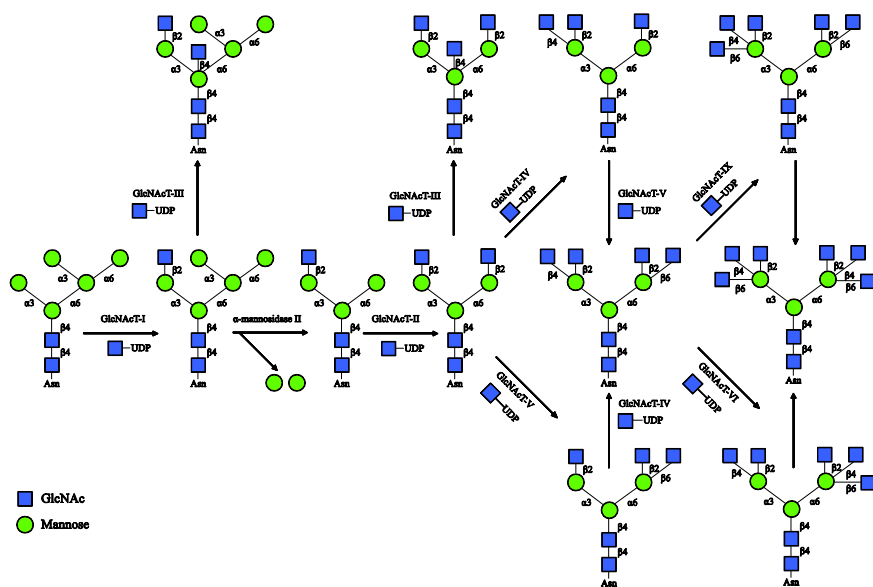 β2
α3
β4
α3
α6
α6
β4
β4
Asn
β2
β2
β4
α3
α6
β4
β4
Asn
β4
β2
β2
α3
α6
β4
β4
Asn
β4
β2
β6
β2
β6
α3
α6
β4
β4
Asn
GlcNAcT-III
UDP
GlcNAcT-III
UDP
GlcNAcT-IV
UDP
GlcNAcT-V
UDP
GlcNAcT-IX
UDP
α3
α6
α3
α6
β4
β4
Asn
GlcNAcT-I
UDP
β2
α3
α6
α3
α6
β4
β4
Asn
α-mannosidase II
β2
α3
α6
β4
β4
Asn
GlcNAcT-II
UDP
β2
β2
α3
α6
β4
β4
Asn
β4
β2
β2
β6
α3
α6
β4
β4
Asn
β4
β2
β6
β2
β4
β6
α3
α6
β4
β4
Asn
GlcNAcT-V
UDP
GlcNAcT-IV
UDP
GlcNAcT-VI
UDP
β2
β2
β6
α3
α6
β4
β4
Asn
β4
β2
β2
β4
β6
α3
α6
β4
β4
Asn
GlcNAc
Mannose